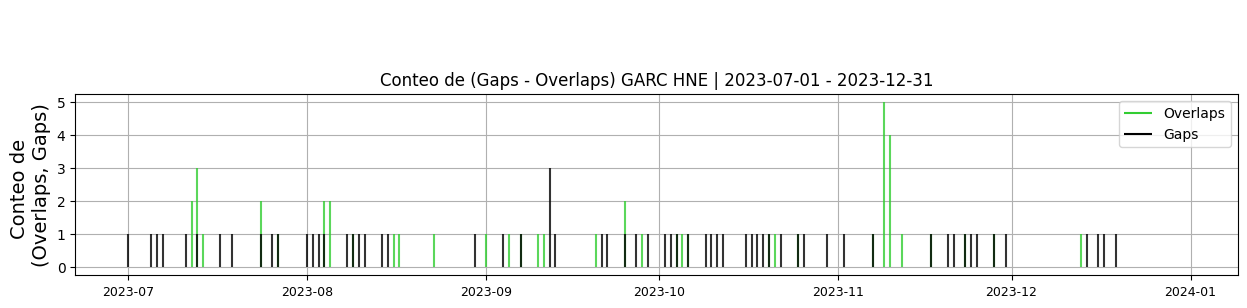 Conteo de (Gaps - Overlaps) GARC HNE | 2023-07-01 - 2023-12-31
Conteo de
(Overlaps, Gaps)
5
4
3
2
1
0
Overlaps
Gaps
2023-07
2023-08
2023-09
2023-10
2023-11
2023-12
2024-01